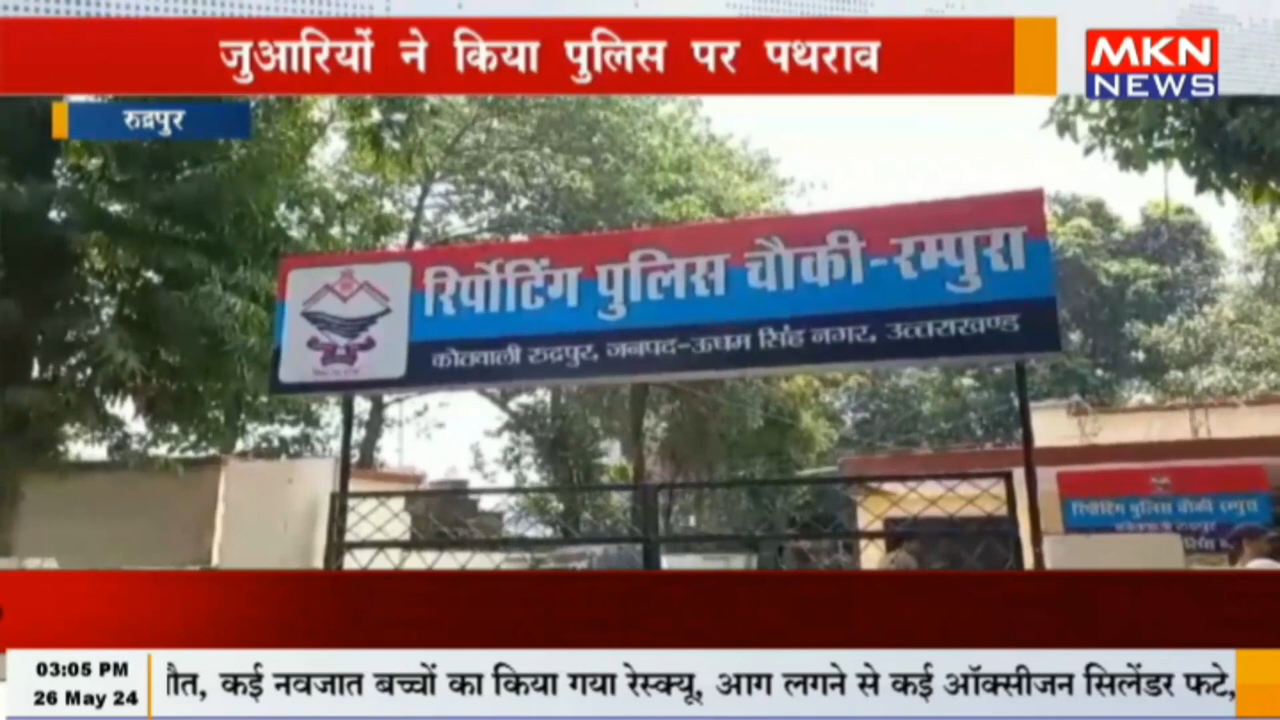 जुआरियों ने किया पुलिस पर पथराव
MKN
NEWS
रुद्रपुर
रिर्पोटिंग पुलिस चौकी-रम्पुरा
कोतवाली रुद्रपुर, जनपद-ऊधम सिंह नगर, उत्तराखण्ड
रिर्पोटिंग पुलिस चौकी रम्पुरा
03:05 PM
26 May 24
ौत, कई नवजात बच्चों का किया गया रेस्क्यू, आग लगने से कई ऑक्सीजन सिलेंडर फटे,